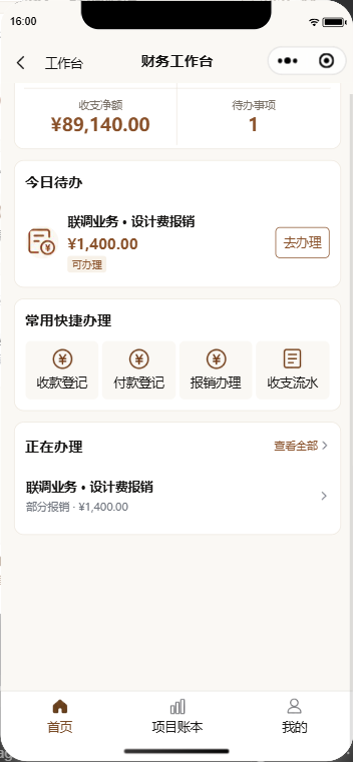 16:00
工作台
财务工作台
收支净额
待办事项
¥89,140.00
1
今日待办
联调业务·设计费报销
¥1,400.00
可办理
去办理
常用快捷办理
收款登记
付款登记
报销办理
收支流水
正在办理
查看全部
联调业务·设计费报销
部分报销 · ¥1,400.00
首页
项目账本
我的